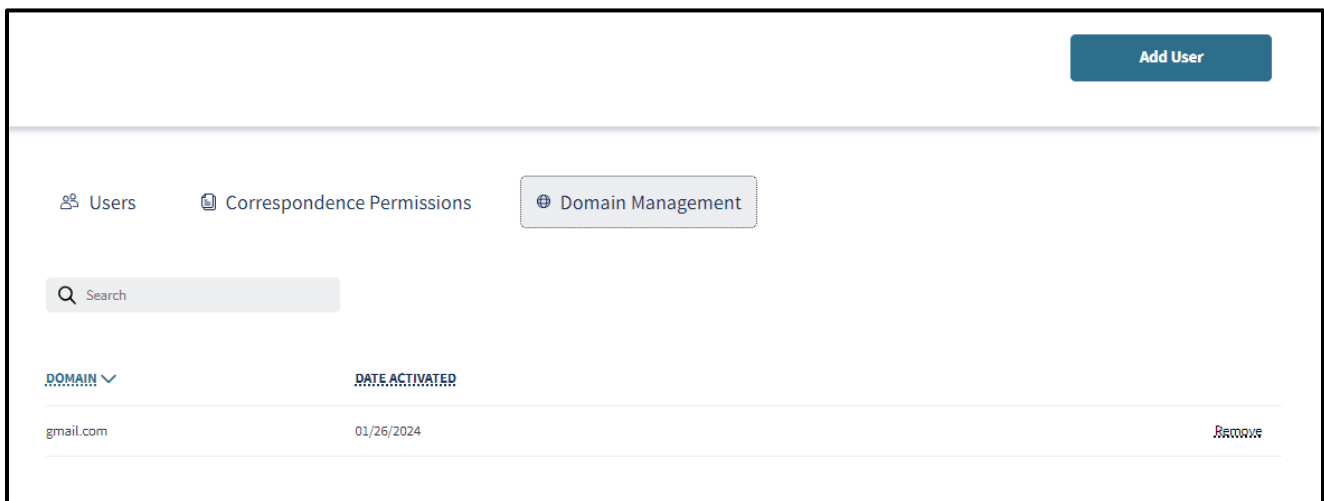 Add User
Users Correspondence Permissions Domain Management
Search
DOMAIN DATE ACTIVATED
gmail.com 01/26/2024 Remove